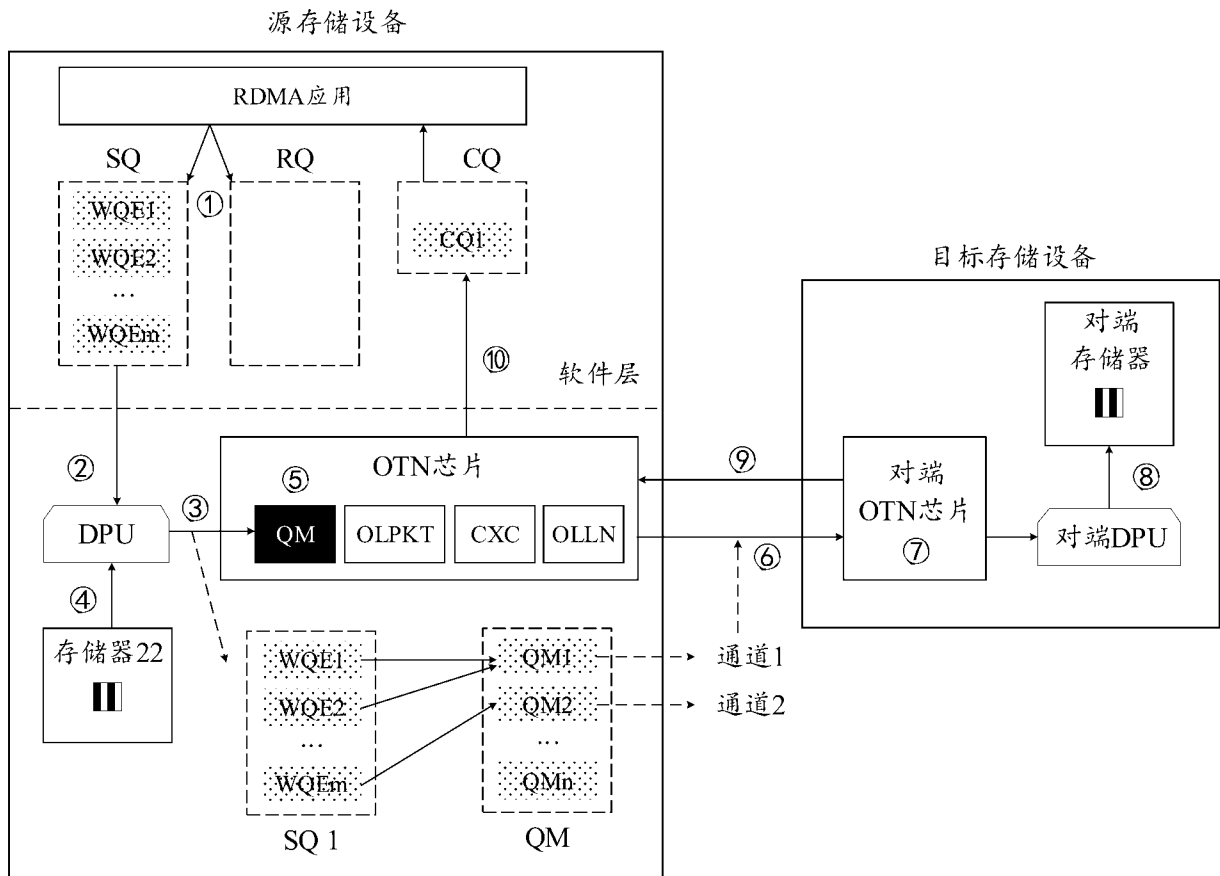 源存储设备
RDMA应用
SQ
RQ
CQ
①
WQE1
WQE2
...
WQEm
CQ1
⑩
软件层
②
DPU
③
④
存储器22
OTN芯片
⑤
QM
OLPKT
CXC
OLLN
⑨
⑥
目标存储设备
对端
存储器
⑧
对端
OTN芯片
⑦
对端DPU
WQE1
WQE2
...
WQEm
SQ 1
QM1
QM2
...
QMn
QM
通道1
通道2